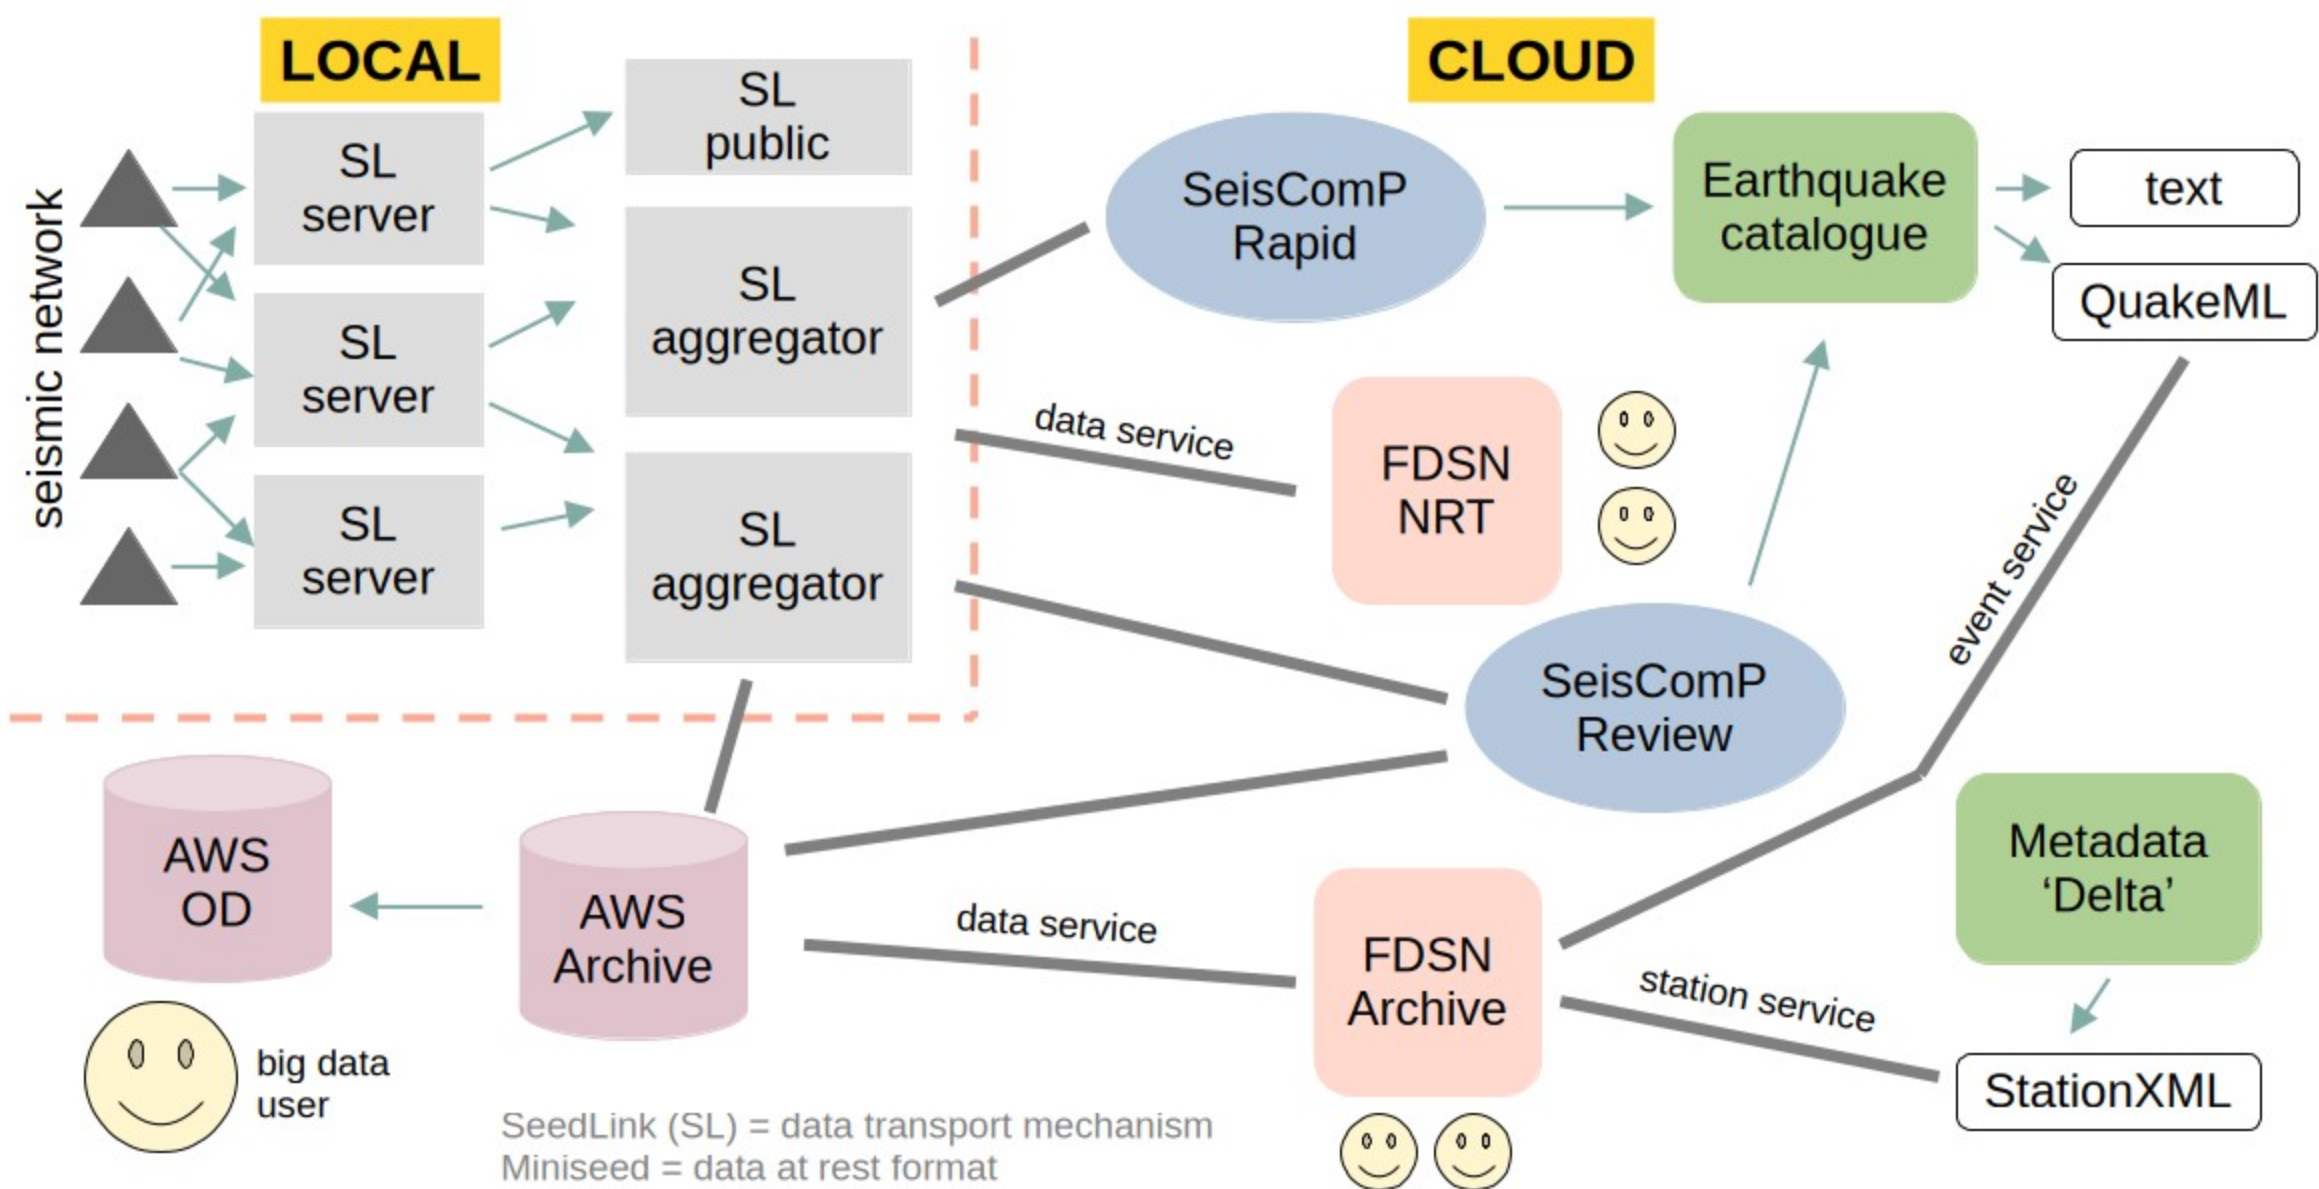 LOCAL
CLOUD
seismic network
SL
server
SL
server
SL
server
SL
public
SL
aggregator
SL
aggregator
SeisComP
Rapid
Earthquake
catalogue
text
QuakeML
data service
FDSN
NRT
event service
SeisComP
Review
AWS
OD
AWS
Archive
data service
FDSN
Archive
station service
Metadata
‘Delta’
StationXML
big data
user
SeedLink (SL) = data transport mechanism
Miniseed = data at rest format